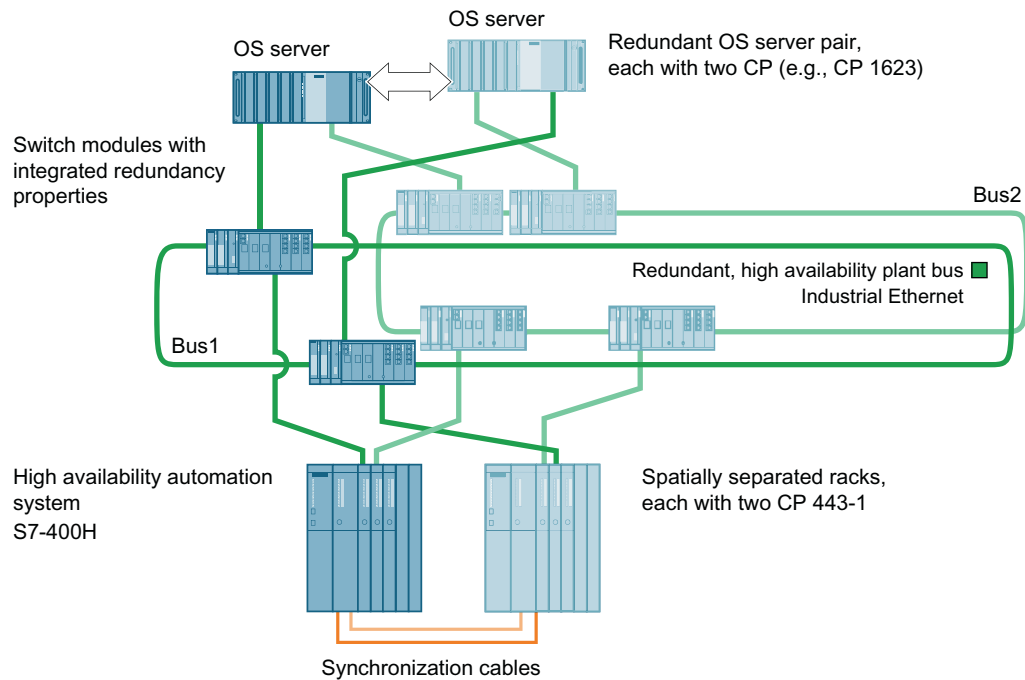 OS server
OS server
Redundant OS server pair,
each with two CP (e.g., CP 1623)
Switch modules with
integrated redundancy
properties
Bus2
Redundant, high availability plant bus
Industrial Ethernet
Bus1
High availability automation
system
S7-400H
Spatially separated racks,
each with two CP 443-1
Synchronization cables